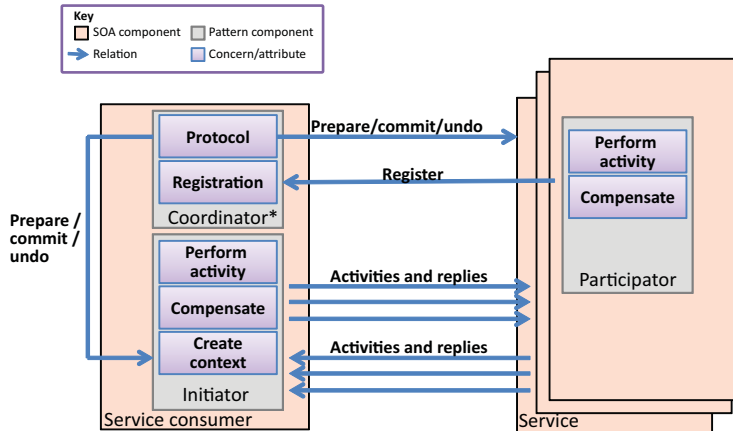 Key
SOA component
Pattern component
Relation
Concern/attribute
Protocol
Prepare/commit/undo
Registration
Register
Coordinator*
Prepare /
commit /
undo
Perform
activity
Compensate
Create
context
Initiator
Service consumer
Activities and replies
Activities and replies
Perform
activity
Compensate
Participator
Service